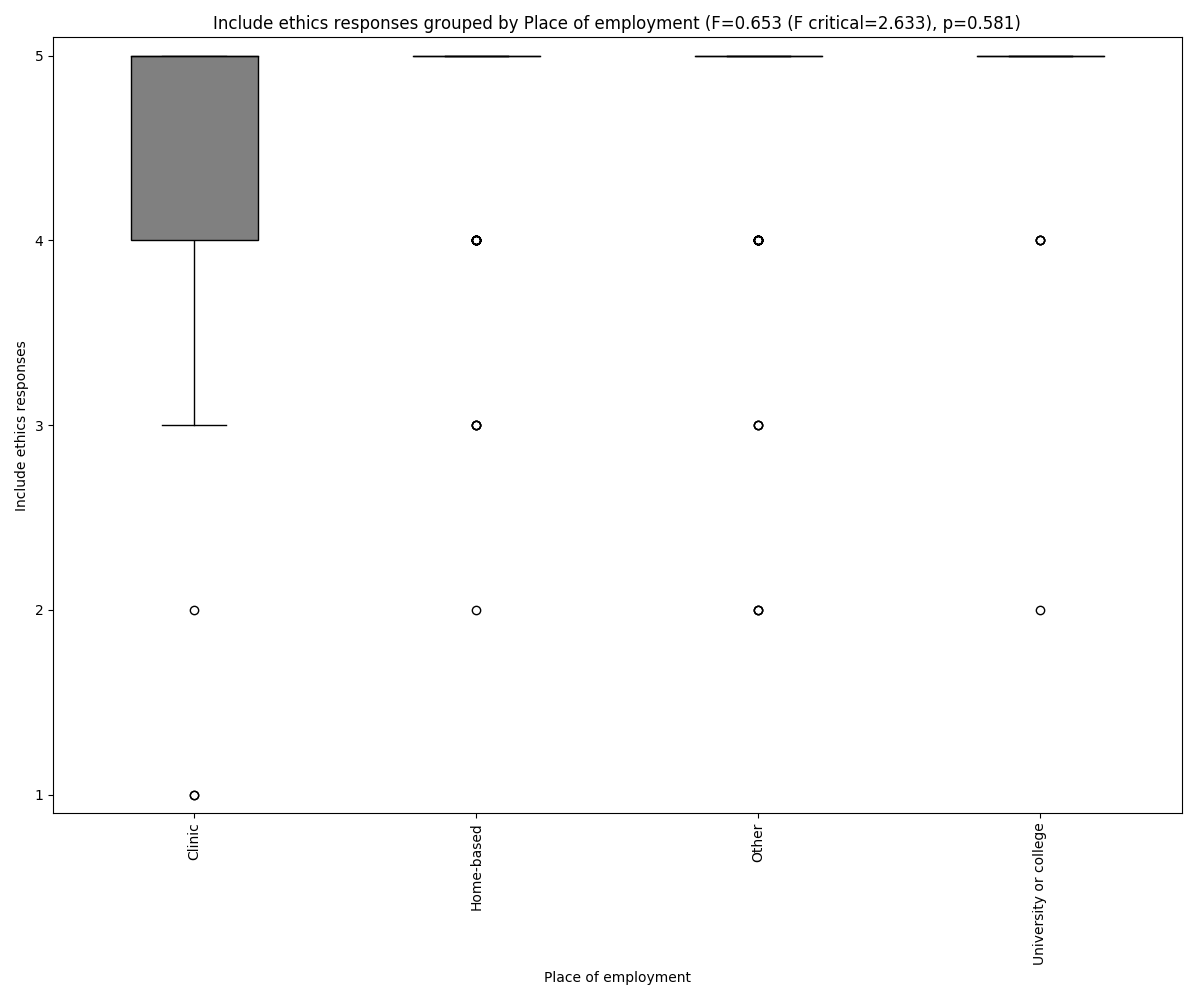 Include ethics responses grouped by Place of employment (F=0.653 (F critical=2.633), p=0.581)
Include ethics responses
5
4
3
2
1
Clinic
Home-based
Other
University or college
Place of employment